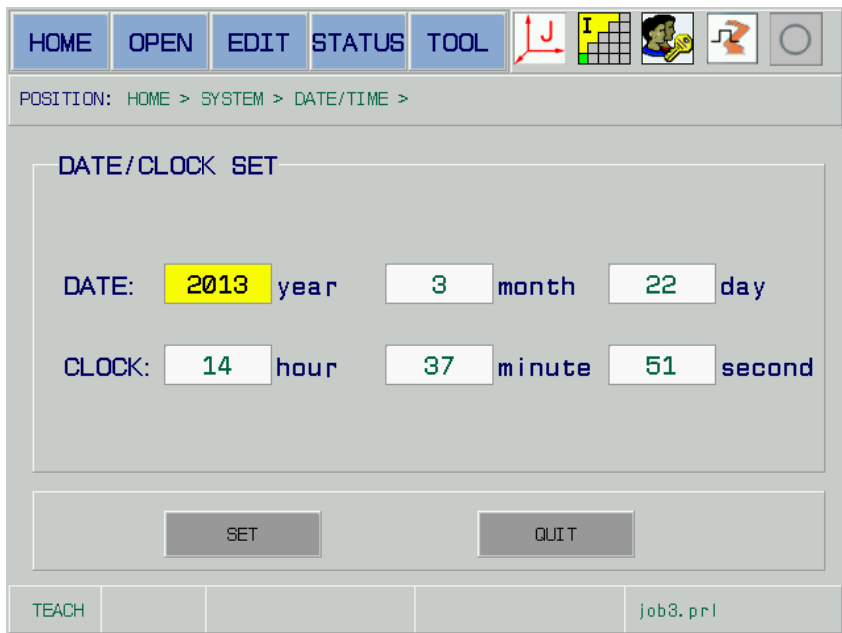 HOME OPEN EDIT STATUS TOOL J I
POSITION: HOME > SYSTEM > DATE/TIME >
DATE/CLOCK SET
DATE: 2013 year 3 month 22 day
CLOCK: 14 hour 37 minute 51 second
SET QUIT
TEACH job3.prl